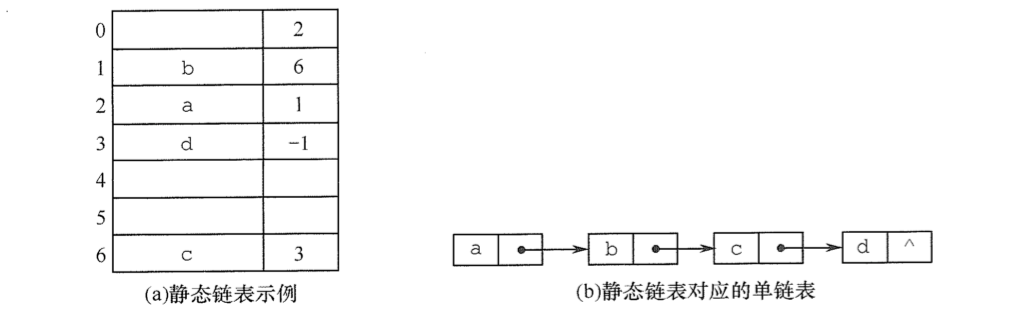 0 2
1 b 6
2 a 1
3 d -1
4
5
6 c 3
(a)静态链表示例
a b c d ^
(b)静态链表对应的单链表